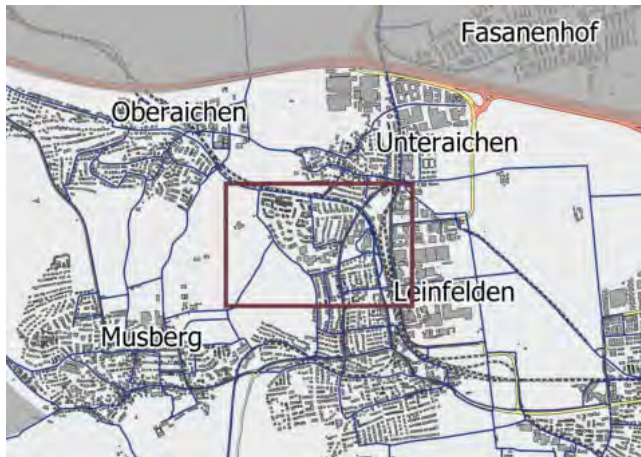 Fasanenhof
Oberaichen
Unteraichen
Leinfelden
Musberg